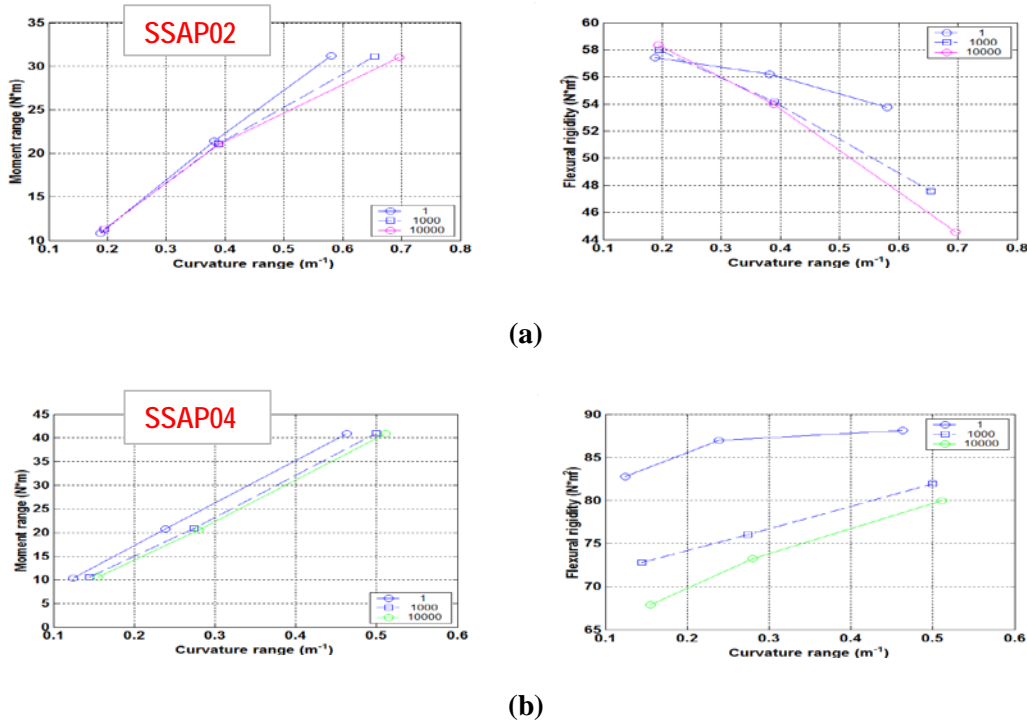 SSAP02
35
30
25
20
15
10
Moment range (N*m)
0.1 0.2 0.3 0.4 0.5 0.6 0.7 0.8
Curvature range (m⁻¹)
1
1000
10000
60
58
56
54
52
50
48
46
44
Flexural rigidity (N*m²)
0.1 0.2 0.3 0.4 0.5 0.6 0.7 0.8
Curvature range (m⁻¹)
1
1000
10000
(a)
SSAP04
45
40
35
30
25
20
15
10
5
0
Moment range (N*m)
0.1 0.2 0.3 0.4 0.5 0.6
Curvature range (m⁻¹)
1
1000
10000
90
85
80
75
70
65
Flexural rigidity (N*m²)
0.1 0.2 0.3 0.4 0.5 0.6
Curvature range (m⁻¹)
1
1000
10000
(b)